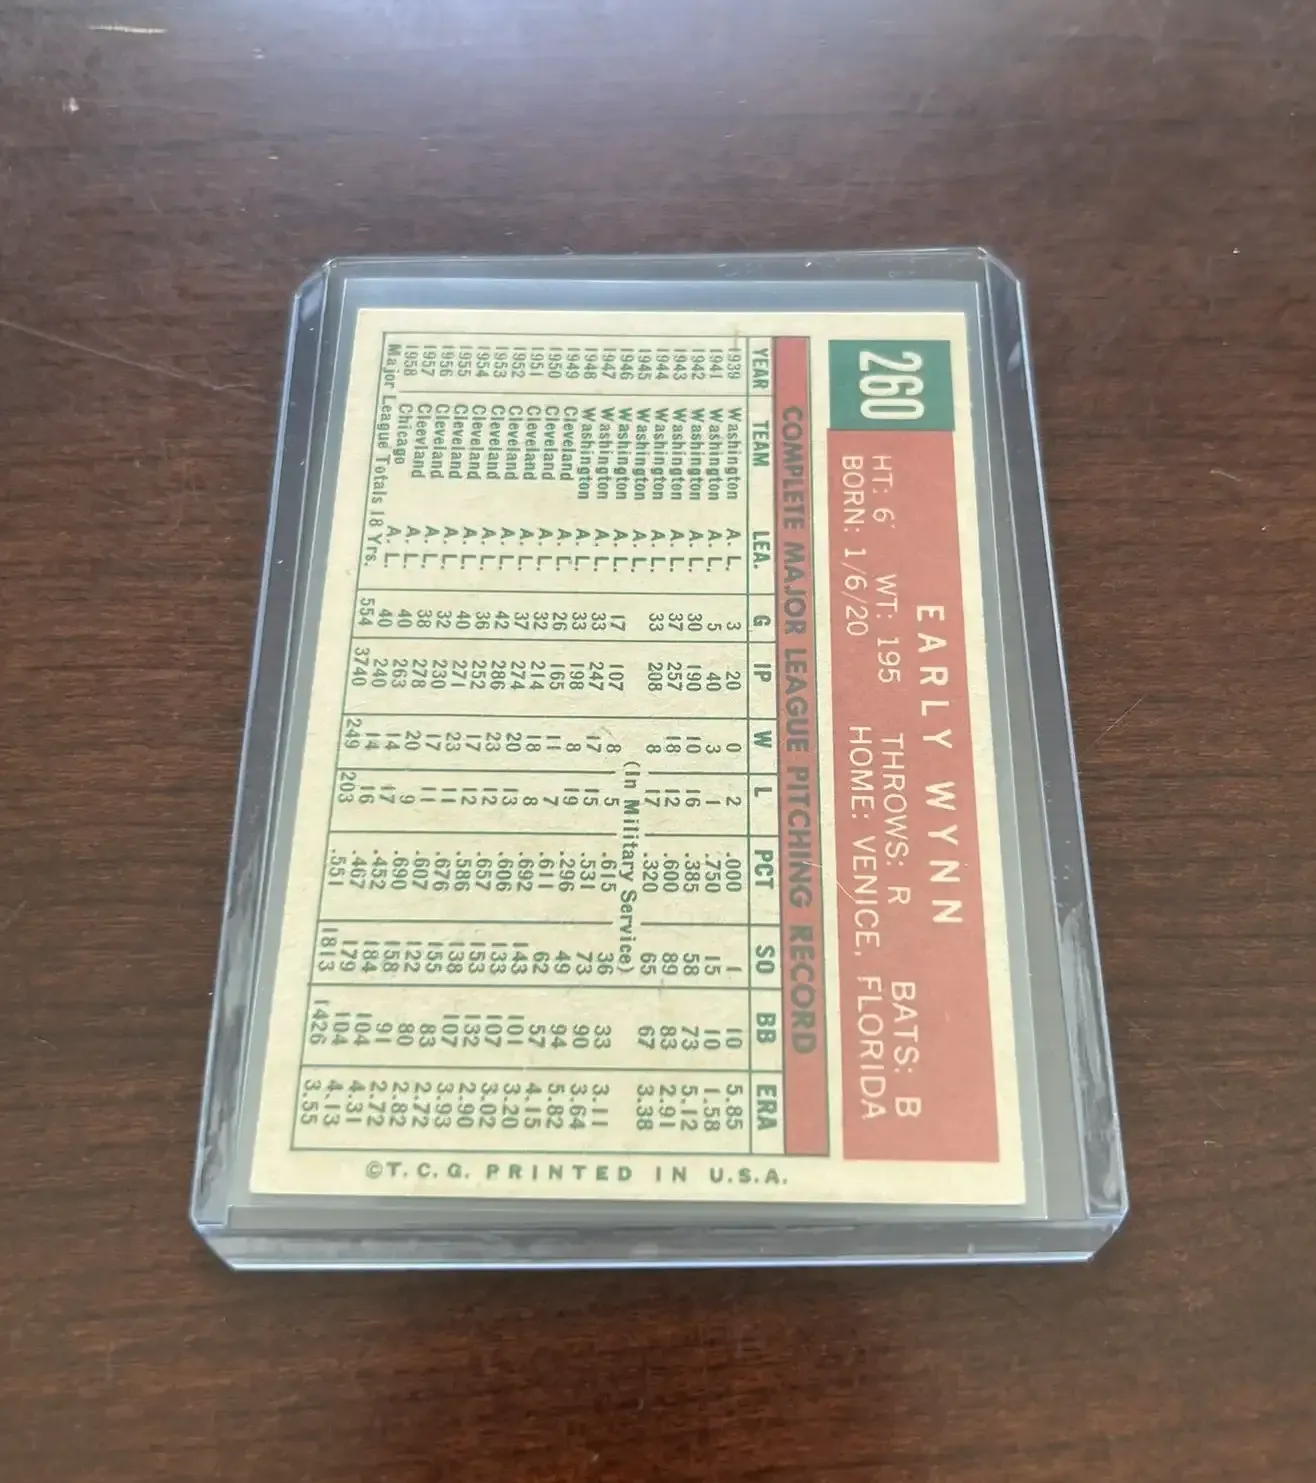 260
EARLY WYNN
HT: 6' WT: 195 THROWS: R BATS: B
BORN: 1/6/20 HOME: VENICE, FLORIDA
COMPLETE MAJOR LEAGUE PITCHING RECORD
YEAR TEAM LEA. G IP W L PCT SO BB ERA
1939 Washington A. L. 3 20 0 2 .000 1 10 5.85
1941 Washington A. L. 5 40 3 1 .750 15 10 1.58
1942 Washington A. L. 30 190 10 16 .385 58 73 5.12
1943 Washington A. L. 37 257 18 12 .600 89 83 2.91
1944 Washington A. L. 33 208 8 17 .320 65 67 3.38
1945 Washington A. L. (In Military Service)
1946 Washington A. L. 17 107 8 5 .615 36 33 3.11
1947 Washington A. L. 33 247 17 15 .531 73 90 3.64
1948 Washington A. L. 33 198 8 19 .296 49 94 5.82
1949 Cleveland A. L. 26 165 11 7 .611 62 57 4.15
1950 Cleveland A. L. 32 214 18 8 .692 143 101 3.20
1951 Cleveland A. L. 37 274 20 13 .606 133 107 3.02
1952 Cleveland A. L. 42 286 23 12 .657 153 132 2.90
1953 Cleveland A. L. 36 252 17 12 .586 138 107 3.93
1954 Cleveland A. L. 40 271 23 11 .676 155 83 2.72
1955 Cleveland A. L. 32 230 17 11 .607 122 80 2.82
1956 Cleveland A. L. 38 278 20 9 .690 158 91 2.72
1957 Cleevland A. L. 40 263 14 17 .452 184 104 4.31
1958 Chicago A. L. 40 240 14 16 .467 179 104 4.13
Major League Totals 18 Yrs. 554 3740 249 203 .551 1813 1426 3.55
©T. C. G. PRINTED IN U.S.A.